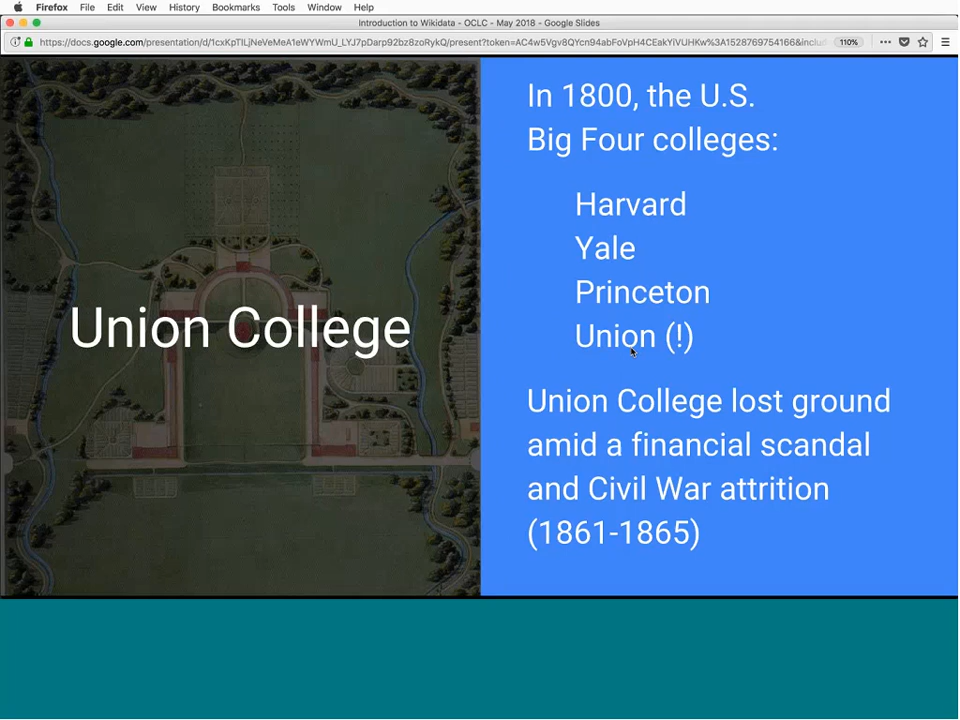 Firefox File Edit View History Bookmarks Tools Window Help
Introduction to Wikidata - OCLC - May 2018 - Google Slides
110%
Union College
In 1800, the U.S.
Big Four colleges:
Harvard
Yale
Princeton
Union (!)
Union College lost ground
amid a financial scandal
and Civil War attrition
(1861-1865)